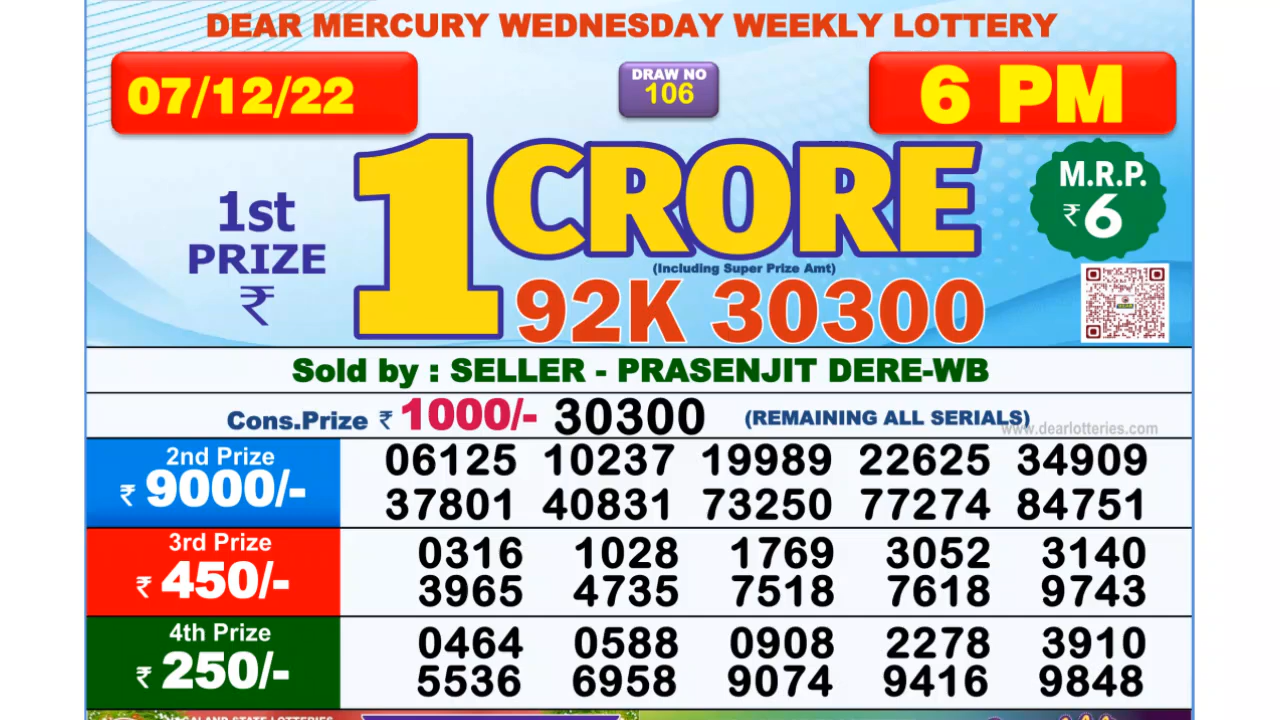 DEAR MERCURY WEDNESDAY WEEKLY LOTTERY
07/12/22
DRAW NO
106
6 PM
1st
PRIZE
₹
1 CRORE
(Including Super Prize Amt)
92K 30300
M.R.P.
₹ 6
Sold by : SELLER - PRASENJIT DERE-WB
Cons.Prize ₹ 1000/- 30300 (REMAINING ALL SERIALS)
www.dearlotteries.com
2nd Prize
₹ 9000/-
06125 10237 19989 22625 34909
37801 40831 73250 77274 84751
3rd Prize
₹ 450/-
0316 1028 1769 3052 3140
3965 4735 7518 7618 9743
4th Prize
₹ 250/-
0464 0588 0908 2278 3910
5536 6958 9074 9416 9848
STATE LOTTERIES